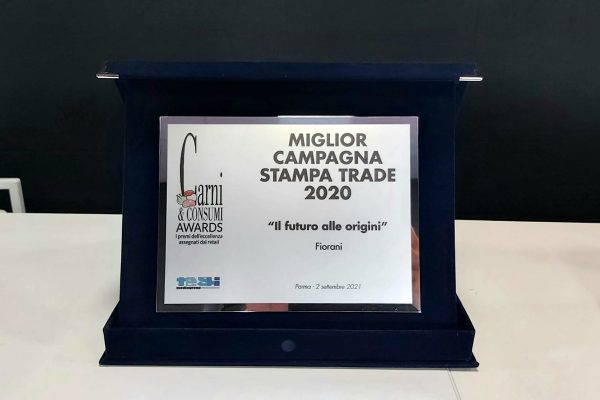 Carni
& CONSUMI
AWARDS
I premi dell'eccellenza
assegnati dal retail
MIGLIOR
CAMPAGNA
STAMPA TRADE
2020
"Il futuro alle origini"
Fiorani
Parma - 2 settembre 2021